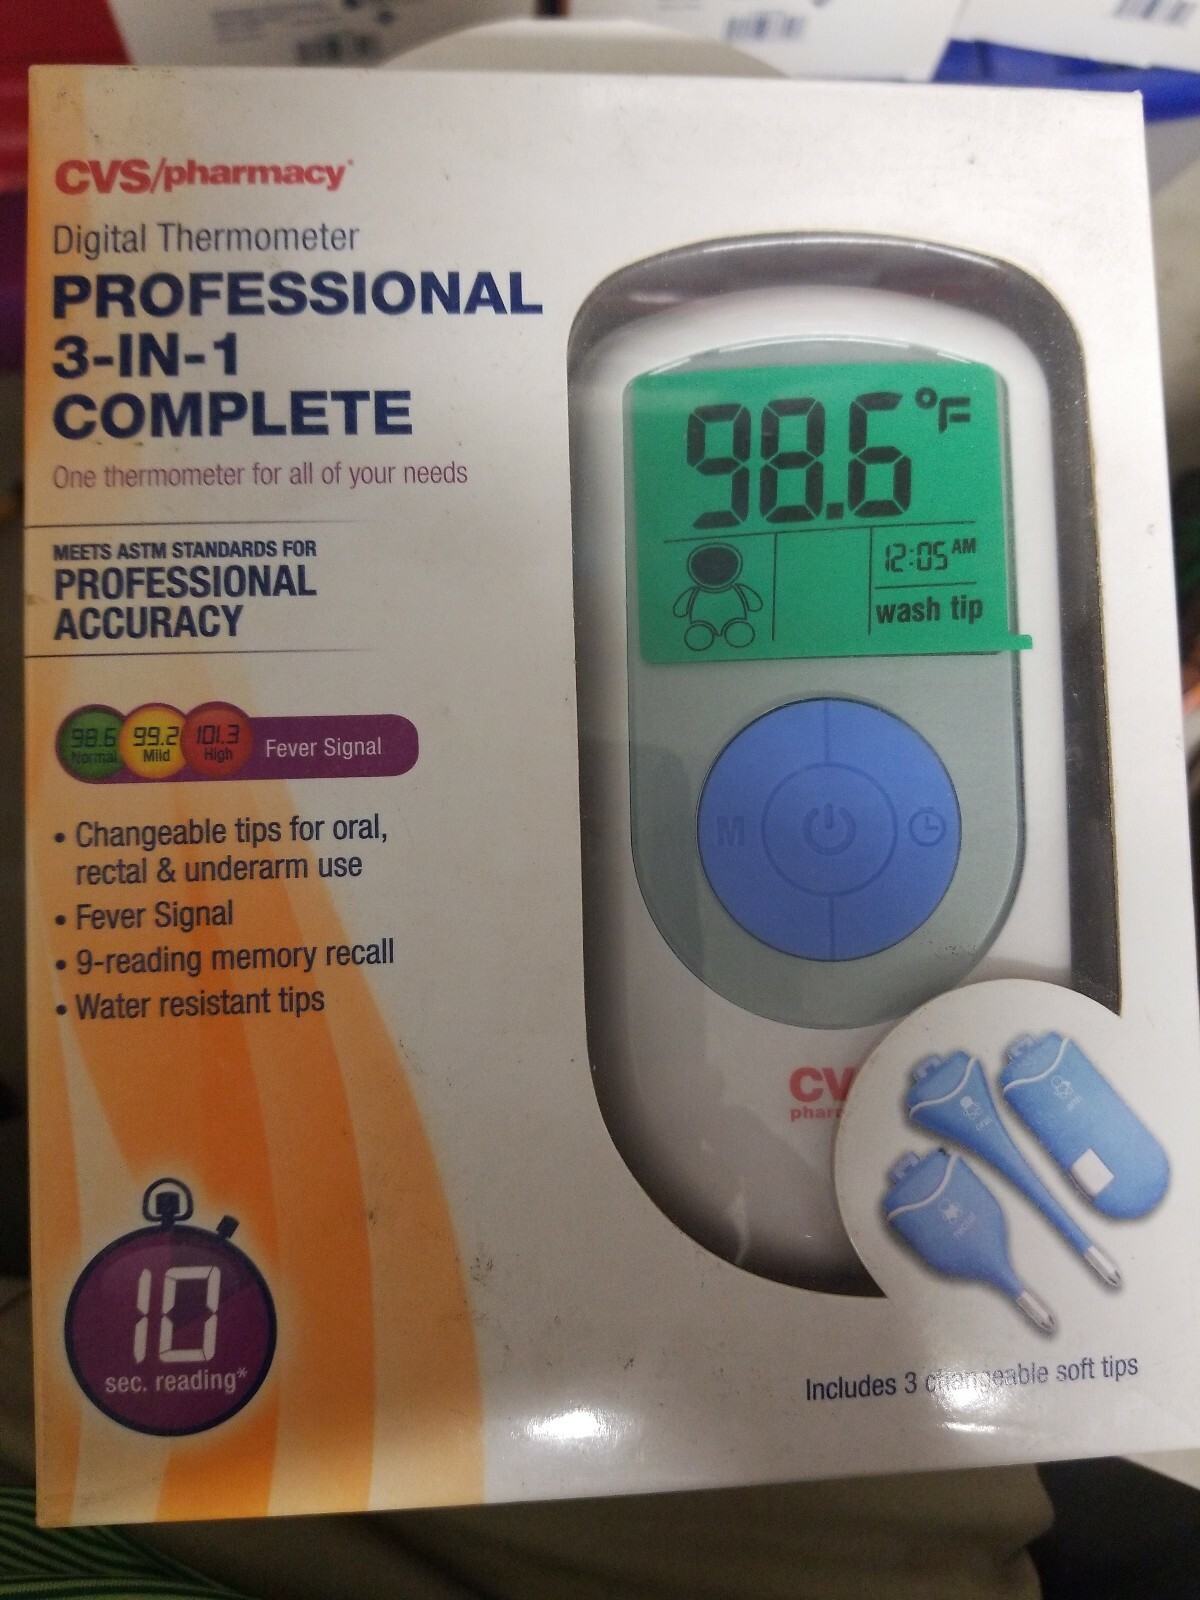 CVS/pharmacy
Digital Thermometer
PROFESSIONAL
3-IN-1
COMPLETE
One thermometer for all of your needs
MEETS ASTM STANDARDS FOR
PROFESSIONAL
ACCURACY
98.6 Normal
99.2 Mild
101.3 High
Fever Signal
• Changeable tips for oral,
rectal & underarm use
• Fever Signal
• 9-reading memory recall
• Water resistant tips
10
sec. reading*
98.6 °F
12:05 AM
wash tip
M
CV
phar
Includes 3 changeable soft tips